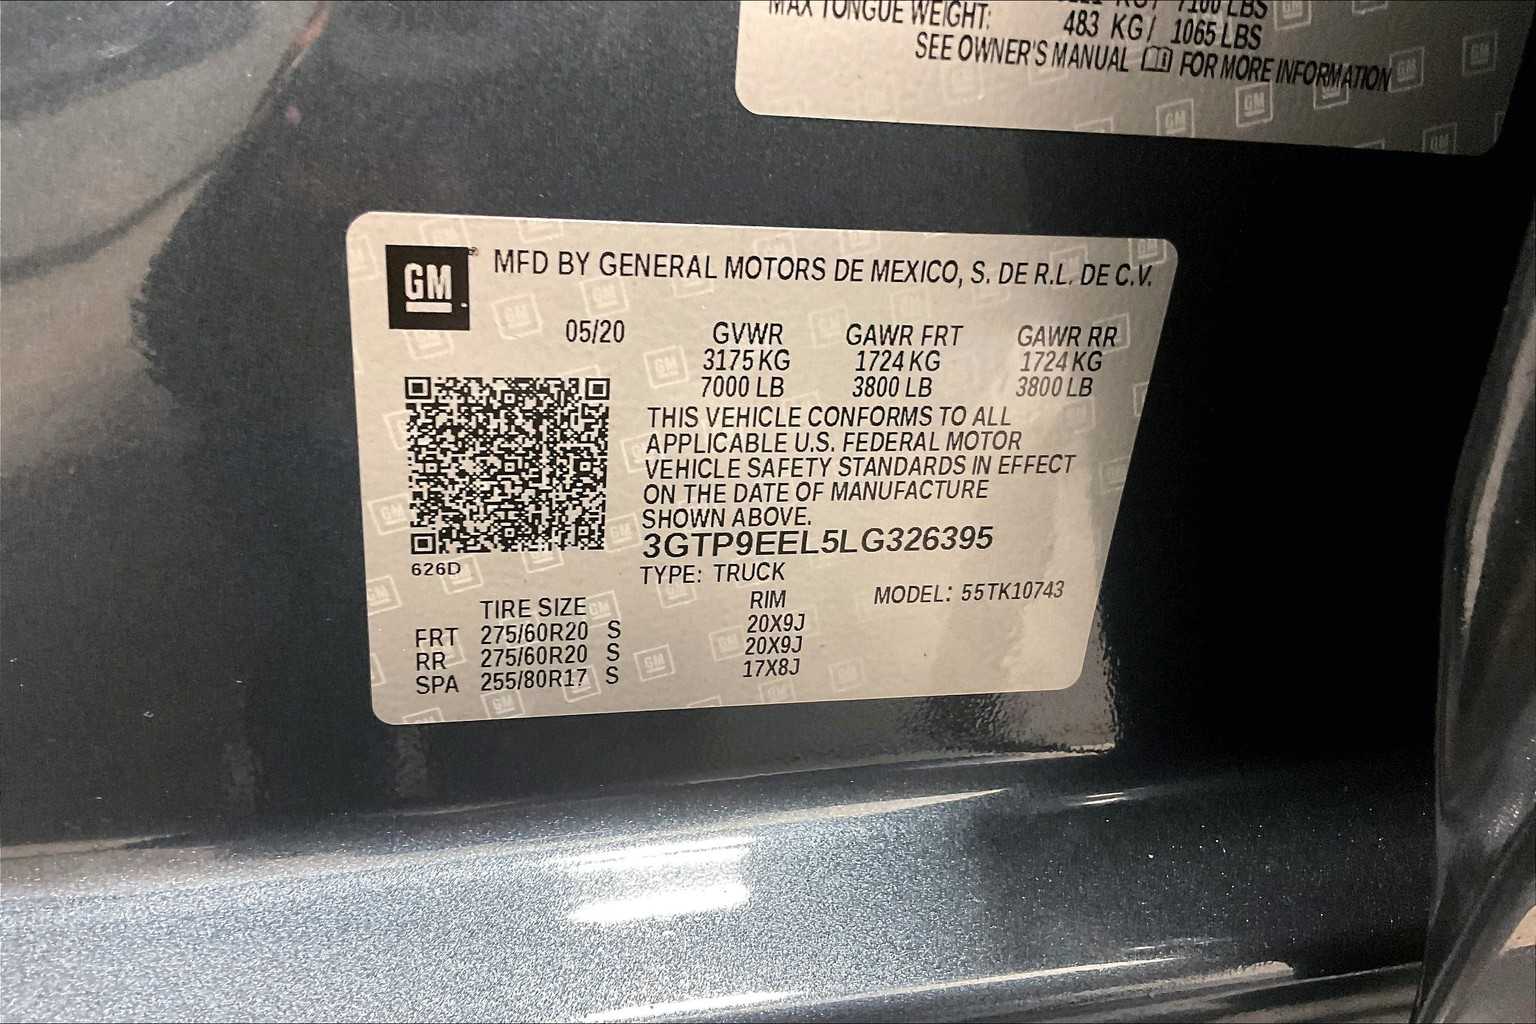 MAX TONGUE WEIGHT: 483 KG/ 1065 LBS
SEE OWNER'S MANUAL FOR MORE INFORMATION
GM
MFD BY GENERAL MOTORS DE MEXICO, S. DE R.L. DE C.V.
05/20 GVWR GAWR FRT GAWR RR
3175 KG 1724 KG 1724 KG
7000 LB 3800 LB 3800 LB
THIS VEHICLE CONFORMS TO ALL
APPLICABLE U.S. FEDERAL MOTOR
VEHICLE SAFETY STANDARDS IN EFFECT
ON THE DATE OF MANUFACTURE
SHOWN ABOVE.
3GTP9EEL5LG326395
626D
TYPE: TRUCK
MODEL: 55TK10743
TIRE SIZE RIM
FRT 275/60R20 S 20X9J
RR 275/60R20 S 20X9J
SPA 255/80R17 S 17X8J